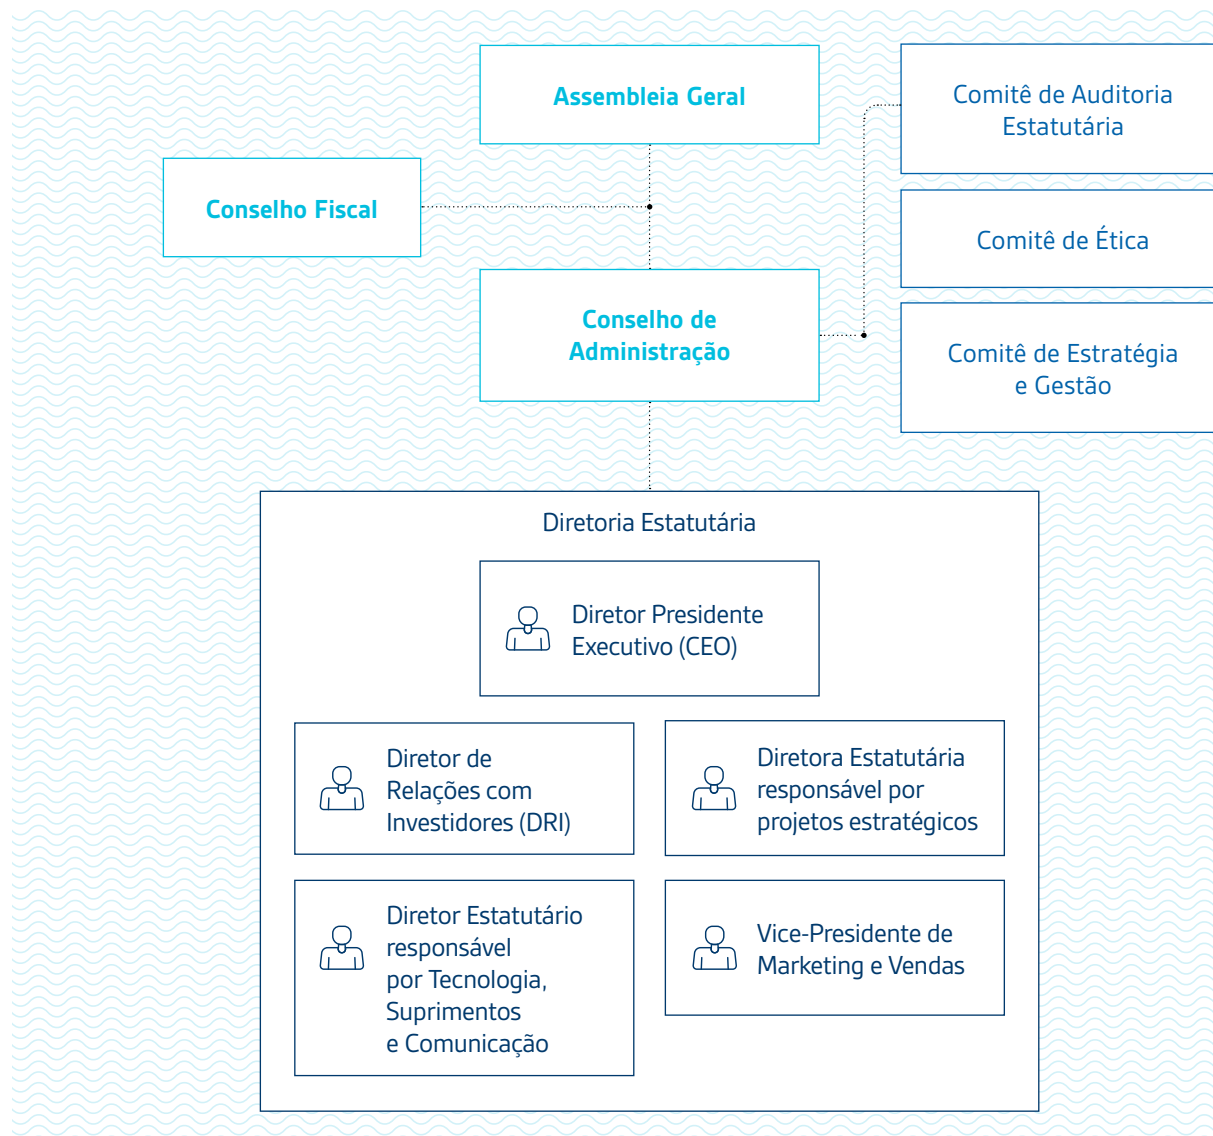 Assembleia Geral
Conselho Fiscal
Conselho de
Administração
Comitê de Auditoria
Estatutária
Comitê de Ética
Comitê de Estratégia
e Gestão
Diretoria Estatutária
Diretor Presidente
Executivo (CEO)
Diretor de
Relações com
Investidores (DRI)
Diretora Estatutária
responsável por
projetos estratégicos
Diretor Estatutário
responsável
por Tecnologia,
Suprimentos
e Comunicação
Vice-Presidente de
Marketing e Vendas